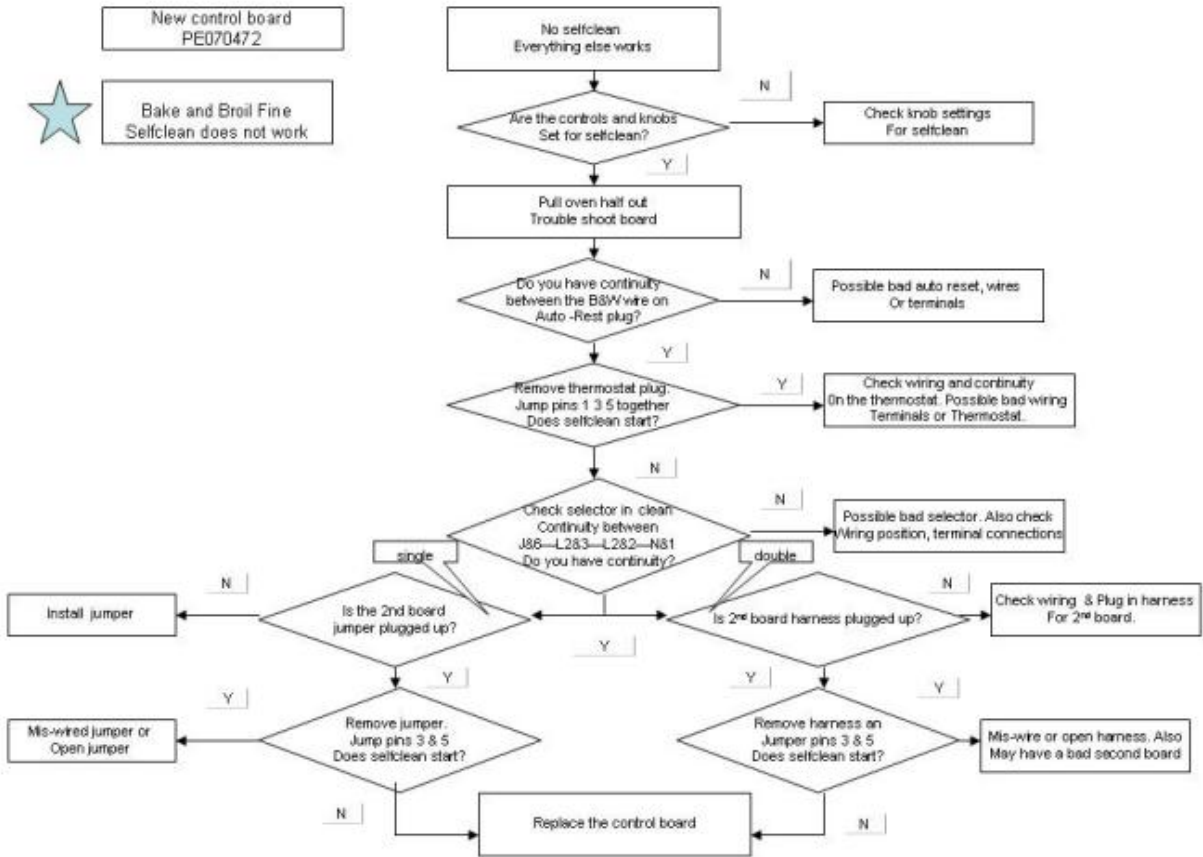 New control board
PE070472
Bake and Broil Fine
Selfclean does not work
No selfclean
Everything else works
N
Are the controls and knobs
Set for selfclean?
Check knob settings
For selfclean
Y
Pull oven half out
Trouble shoot board
N
Do you have continuity
between the B&W wire on
Auto -Rest plug?
Possible bad auto reset, wires
Or terminals
Y
Remove thermostat plug.
Jump pins 1 3 5 together
Does selfclean start?
Y
Check wiring and continuity
0n the thermostat. Possible bad wiring
Terminals or Thermostat.
N
Check selector in clean
Continuity between
J&6—L2&3—L2&2—N&1
Do you have continuity?
N
Possible bad selector. Also check
Wiring position, terminal connections
single
double
N
Install jumper
Is the 2nd board
jumper plugged up?
Y
Is 2nd board harness plugged up?
N
Check wiring & Plug in harness
For 2nd board.
Y
Y
Y
Y
Mis-wired jumper or
Open jumper
Remove jumper.
Jump pins 3 & 5
Does selfclean start?
Remove harness an
Jumper pins 3 & 5
Does selfclean start?
Mis-wire or open harness. Also
May have a bad second board
N
Replace the control board
N